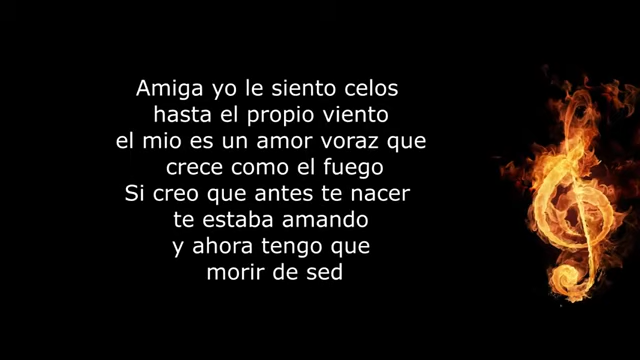 Amiga yo le siento celos
hasta el propio viento
el mio es un amor voraz que
crece como el fuego
Si creo que antes te nacer
te estaba amando
y ahora tengo que
morir de sed